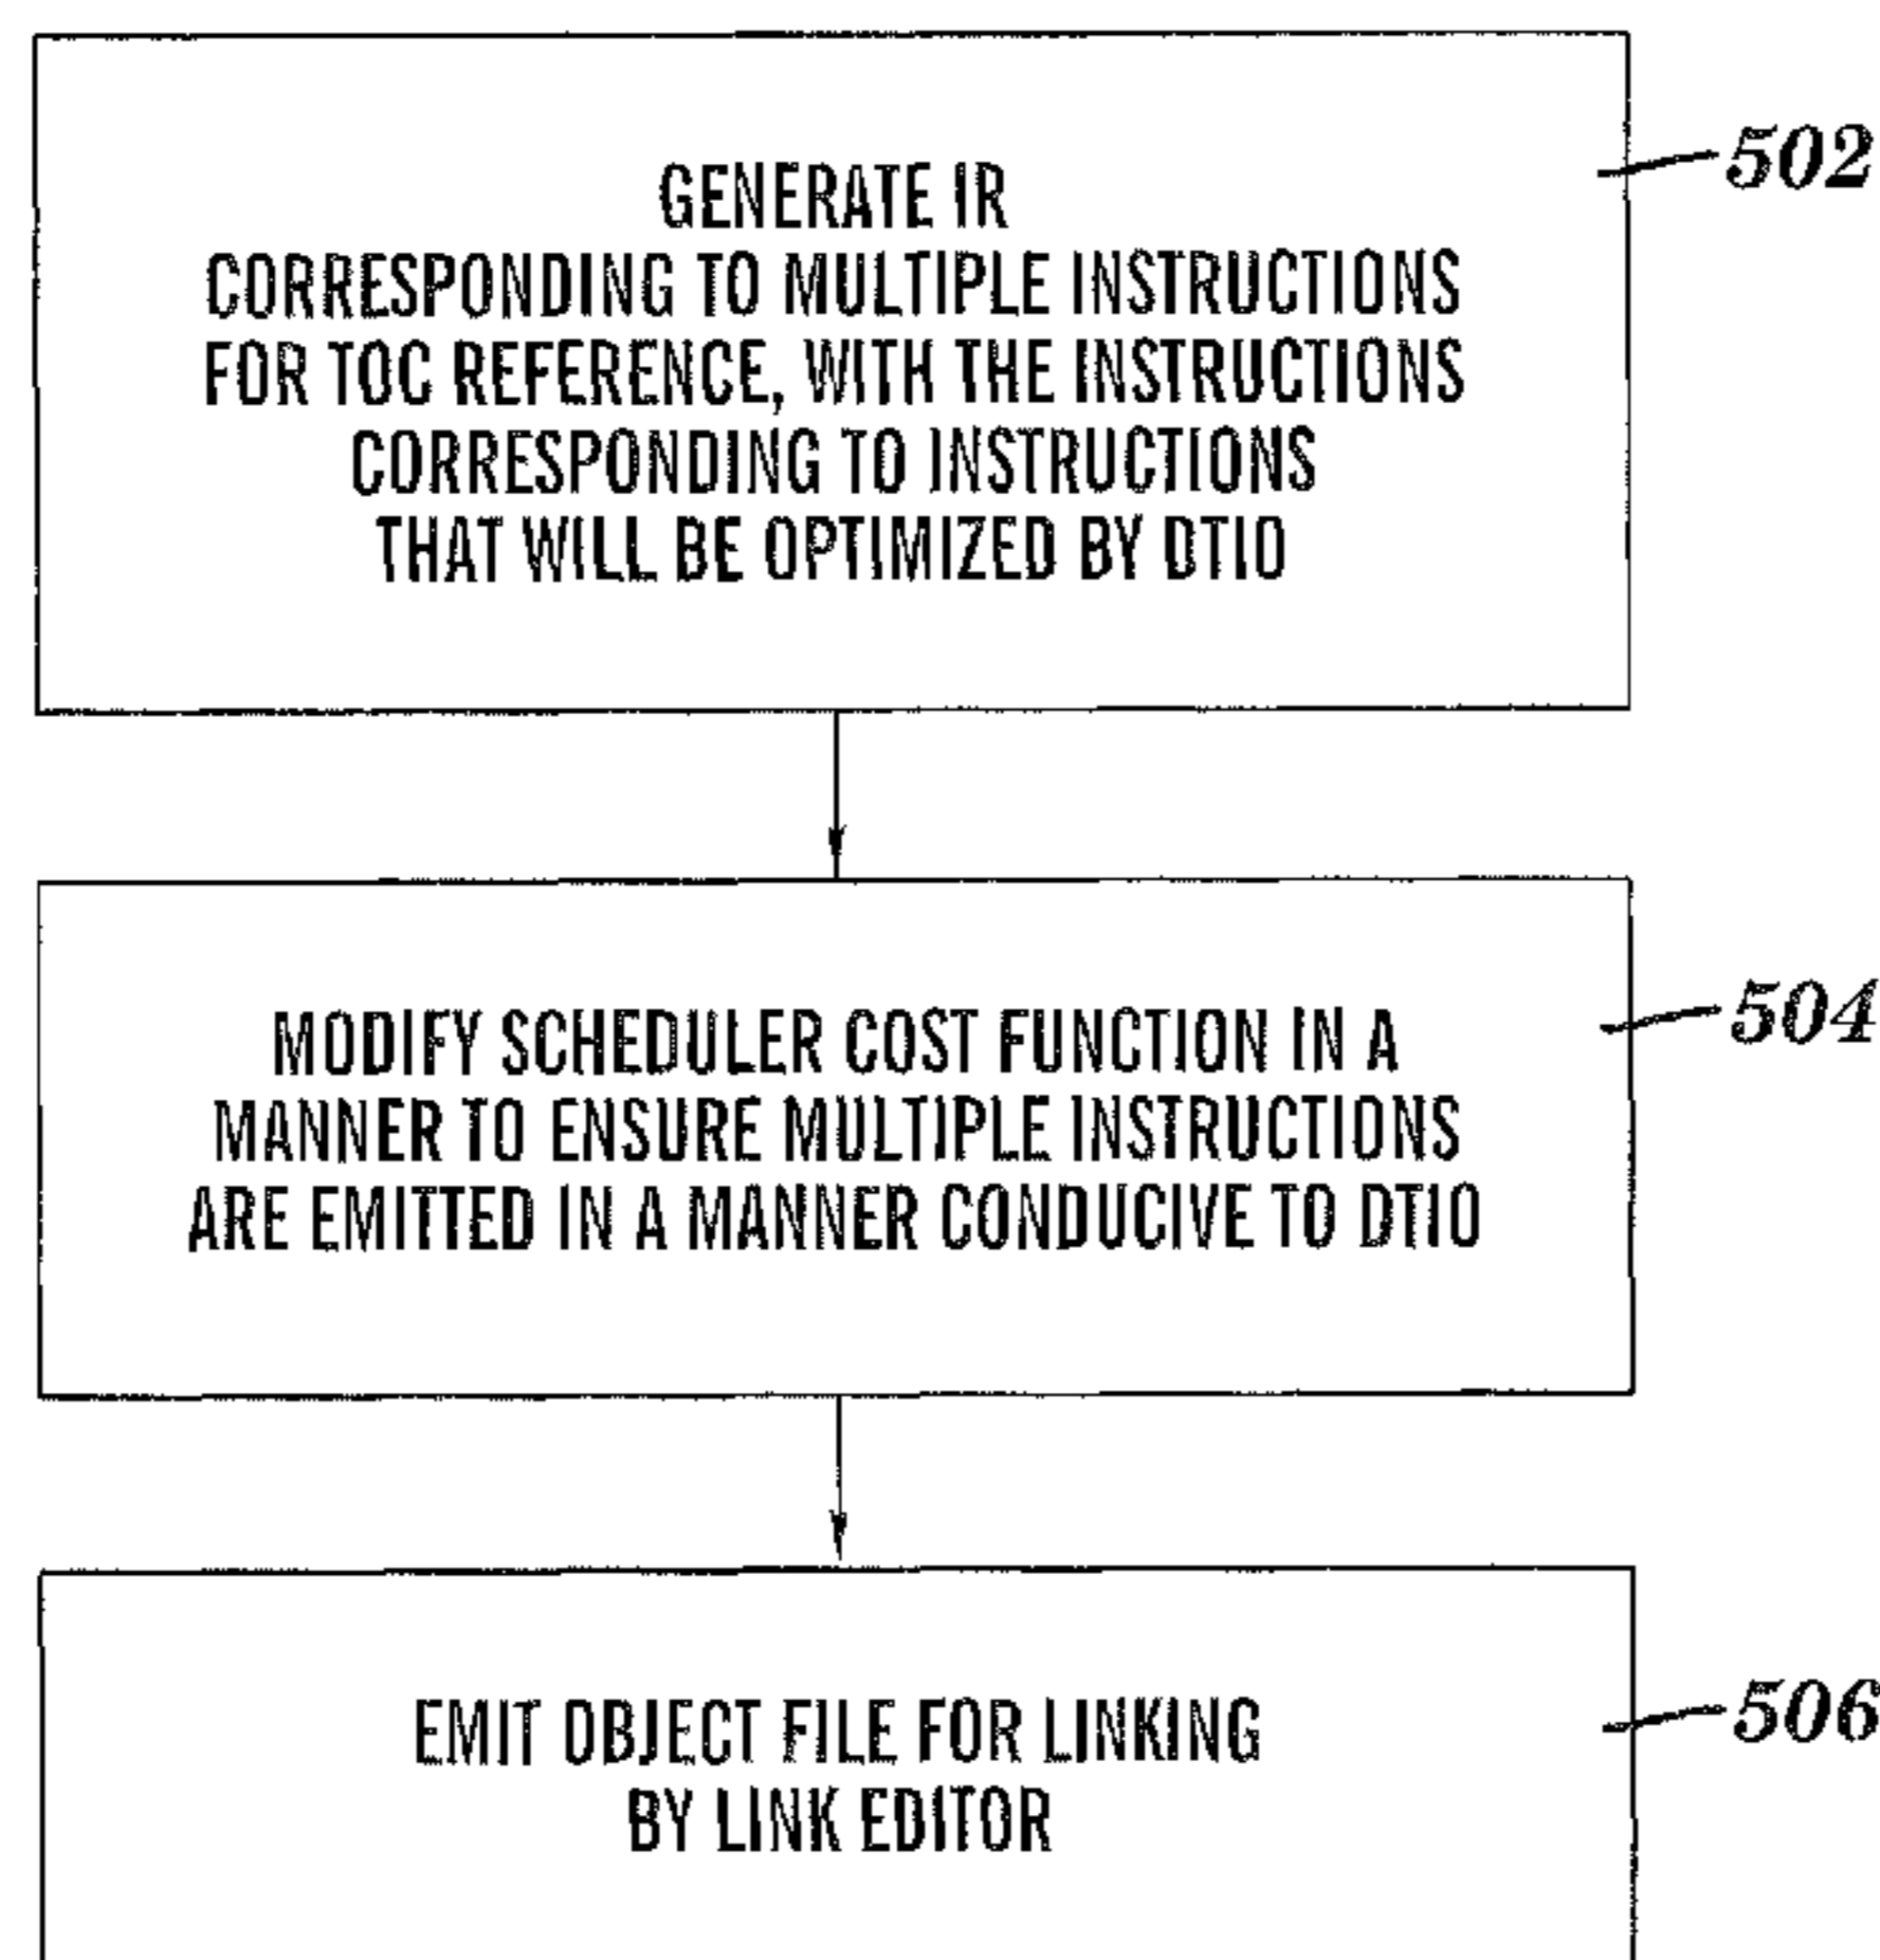 GENERATE IR
CORRESPONDING TO MULTIPLE INSTRUCTIONS
FOR TOC REFERENCE, WITH THE INSTRUCTIONS
CORRESPONDING TO INSTRUCTIONS
THAT WILL BE OPTIMIZED BY DTIO
502
MODIFY SCHEDULER COST FUNCTION IN A
MANNER TO ENSURE MULTIPLE INSTRUCTIONS
ARE EMITTED IN A MANNER CONDUCIVE TO DTIO
504
EMIT OBJECT FILE FOR LINKING
BY LINK EDITOR
506